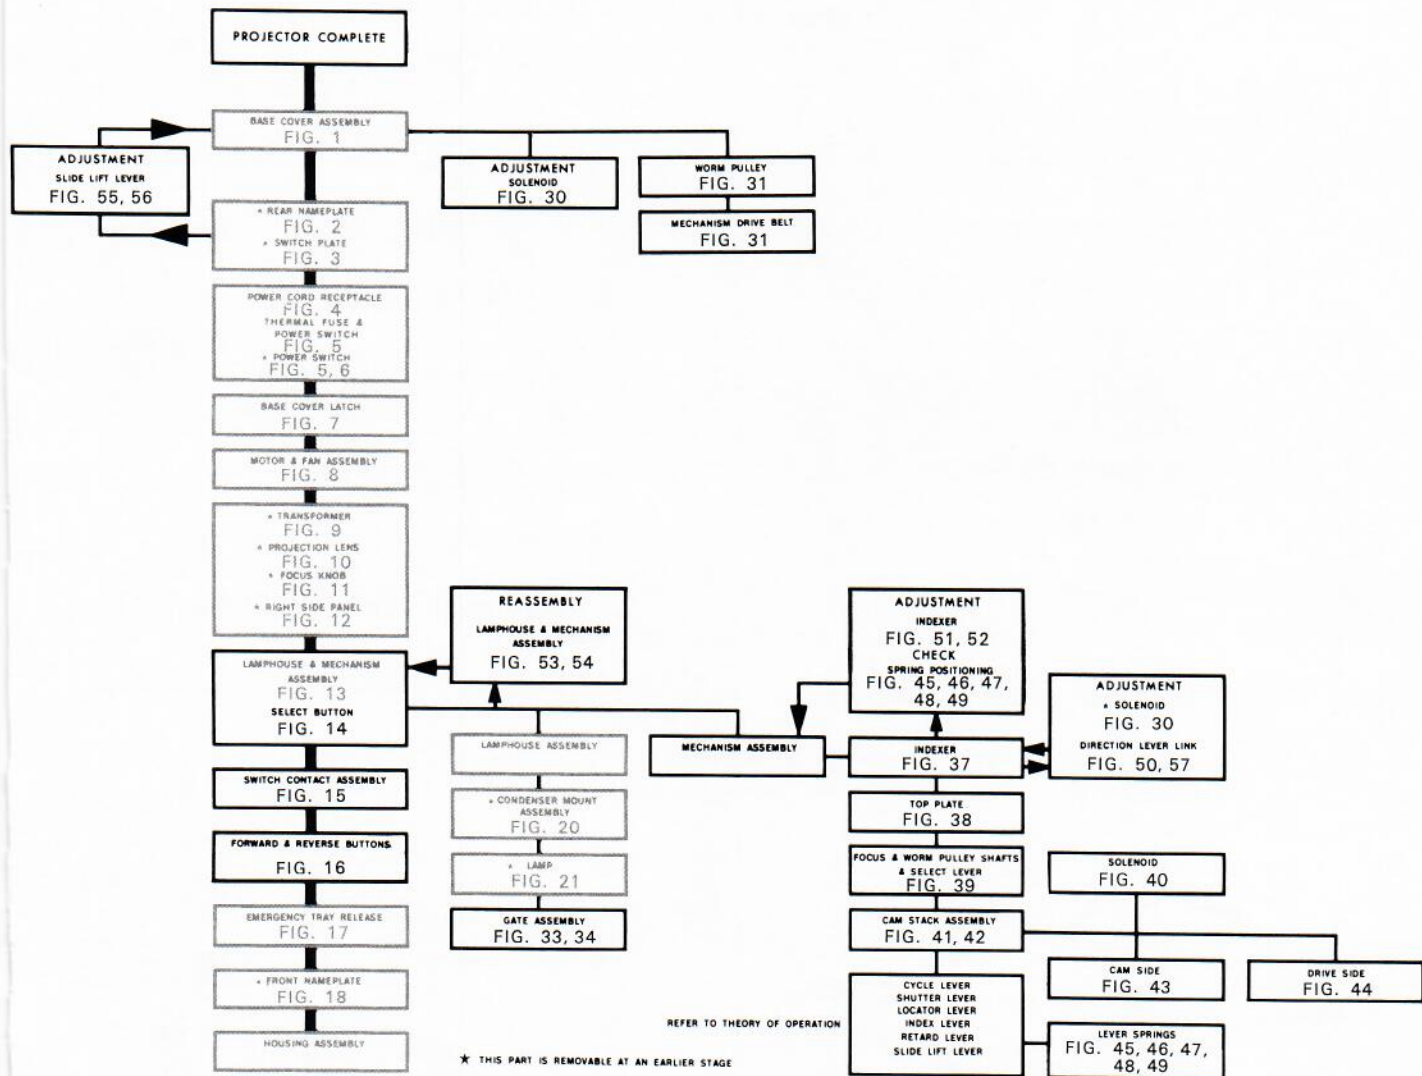 PROJECTOR COMPLETE
BASE COVER ASSEMBLY
FIG. 1
ADJUSTMENT
SLIDE LIFT LEVER
FIG. 55, 56
ADJUSTMENT
SOLENOID
FIG. 30
WORM PULLEY
FIG. 31
MECHANISM DRIVE BELT
FIG. 31
★ REAR NAMEPLATE
FIG. 2
★ SWITCH PLATE
FIG. 3
POWER CORD RECEPTACLE
FIG. 4
THERMAL FUSE &
POWER SWITCH
FIG. 5
★ POWER SWITCH
FIG. 5, 6
BASE COVER LATCH
FIG. 7
MOTOR & FAN ASSEMBLY
FIG. 8
★ TRANSFORMER
FIG. 9
★ PROJECTION LENS
FIG. 10
★ FOCUS KNOB
FIG. 11
★ RIGHT SIDE PANEL
FIG. 12
LAMPHOUSE & MECHANISM
ASSEMBLY
FIG. 13
SELECT BUTTON
FIG. 14
SWITCH CONTACT ASSEMBLY
FIG. 15
FORWARD & REVERSE BUTTONS
FIG. 16
EMERGENCY TRAY RELEASE
FIG. 17
★ FRONT NAMEPLATE
FIG. 18
HOUSING ASSEMBLY
REASSEMBLY
LAMPHOUSE & MECHANISM
ASSEMBLY
FIG. 53, 54
LAMPHOUSE ASSEMBLY
★ CONDENSER MOUNT
ASSEMBLY
FIG. 20
★ LAMP
FIG. 21
GATE ASSEMBLY
FIG. 33, 34
MECHANISM ASSEMBLY
ADJUSTMENT
INDEXER
FIG. 51, 52
CHECK
SPRING POSITIONING
FIG. 45, 46, 47,
48, 49
INDEXER
FIG. 37
ADJUSTMENT
★ SOLENOID
FIG. 30
DIRECTION LEVER LINK
FIG. 50, 57
TOP PLATE
FIG. 38
FOCUS & WORM PULLEY SHAFTS
& SELECT LEVER
FIG. 39
SOLENOID
FIG. 40
CAM STACK ASSEMBLY
FIG. 41, 42
CAM SIDE
FIG. 43
DRIVE SIDE
FIG. 44
CYCLE LEVER
SHUTTER LEVER
LOCATOR LEVER
INDEX LEVER
RETARD LEVER
SLIDE LIFT LEVER
REFER TO THEORY OF OPERATION
LEVER SPRINGS
FIG. 45, 46, 47,
48, 49
★ THIS PART IS REMOVABLE AT AN EARLIER STAGE